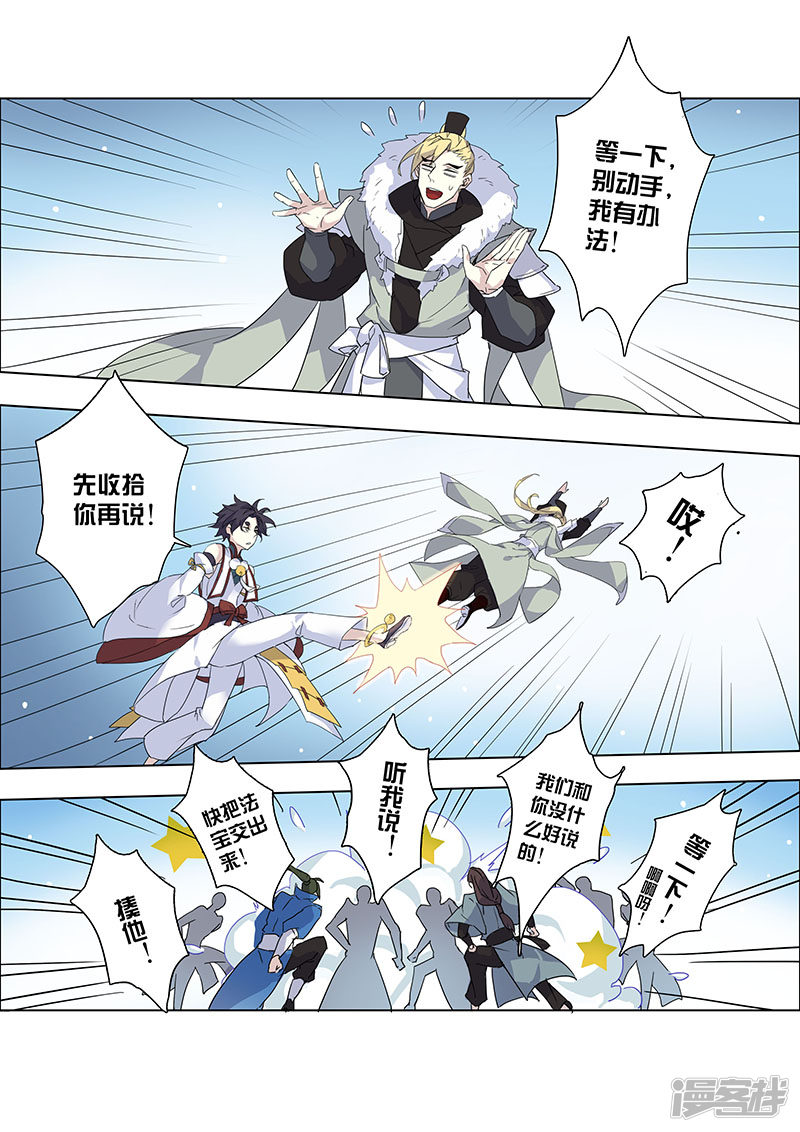 等一下，
别动手，
我有办
法！
先收拾
你再说！
哎！
揍他！
快把法
宝交出
来！
听我说！
我们和
你没什
么好说
的！
等一下！
啊啊呀！
漫客栈